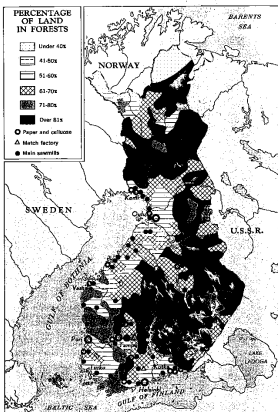 PERCENTAGE
OF LAND
IN FORESTS
Under 40%
41-50%
51-60%
61-70%
71-80%
Over 81%
Paper and cellulose
Match factory
Main sawmills
BARENTS
SEA
NORWAY
SWEDEN
U.S.S.R.
GULF OF BOTHNIA
LAKE
LADOGA
GULF OF FINLAND
BALTIC SEA